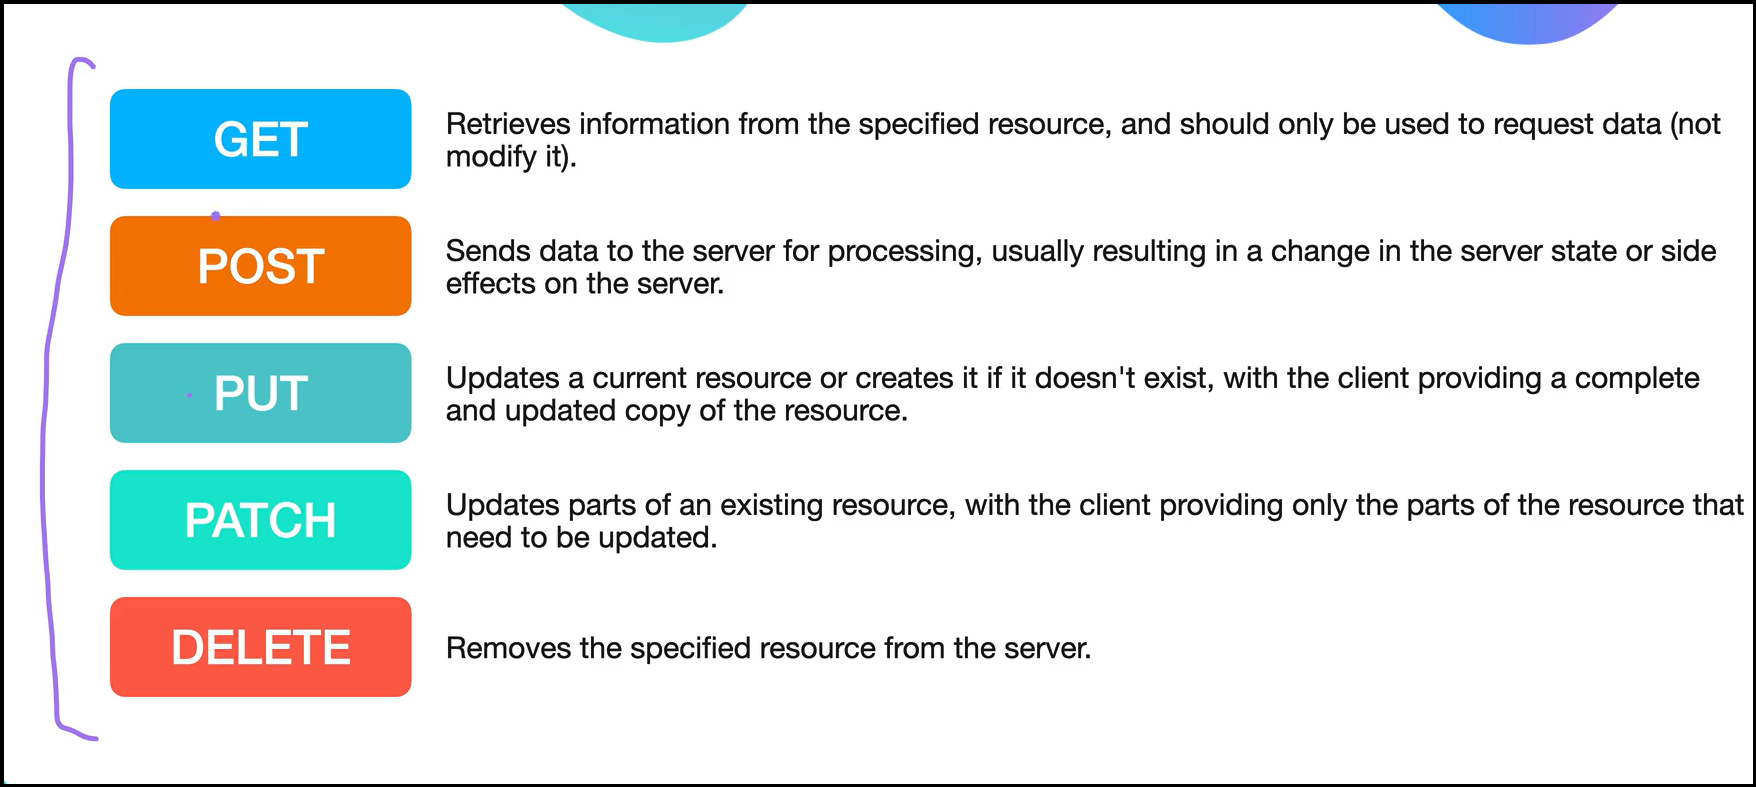 GET
Retrieves information from the specified resource, and should only be used to request data (not
modify it).
POST
Sends data to the server for processing, usually resulting in a change in the server state or side
effects on the server.
PUT
Updates a current resource or creates it if it doesn't exist, with the client providing a complete
and updated copy of the resource.
PATCH
Updates parts of an existing resource, with the client providing only the parts of the resource that
need to be updated.
DELETE
Removes the specified resource from the server.